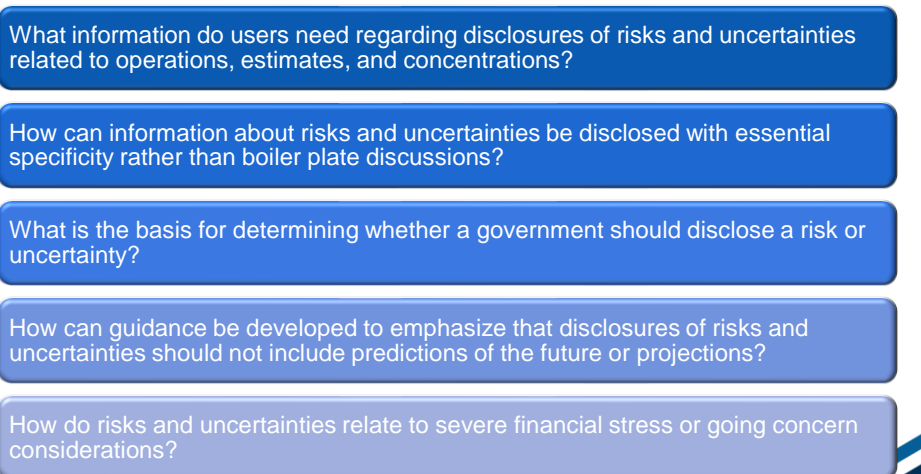 What information do users need regarding disclosures of risks and uncertainties
related to operations, estimates, and concentrations?
How can information about risks and uncertainties be disclosed with essential
specificity rather than boiler plate discussions?
What is the basis for determining whether a government should disclose a risk or
uncertainty?
How can guidance be developed to emphasize that disclosures of risks and
uncertainties should not include predictions of the future or projections?
How do risks and uncertainties relate to severe financial stress or going concern
considerations?